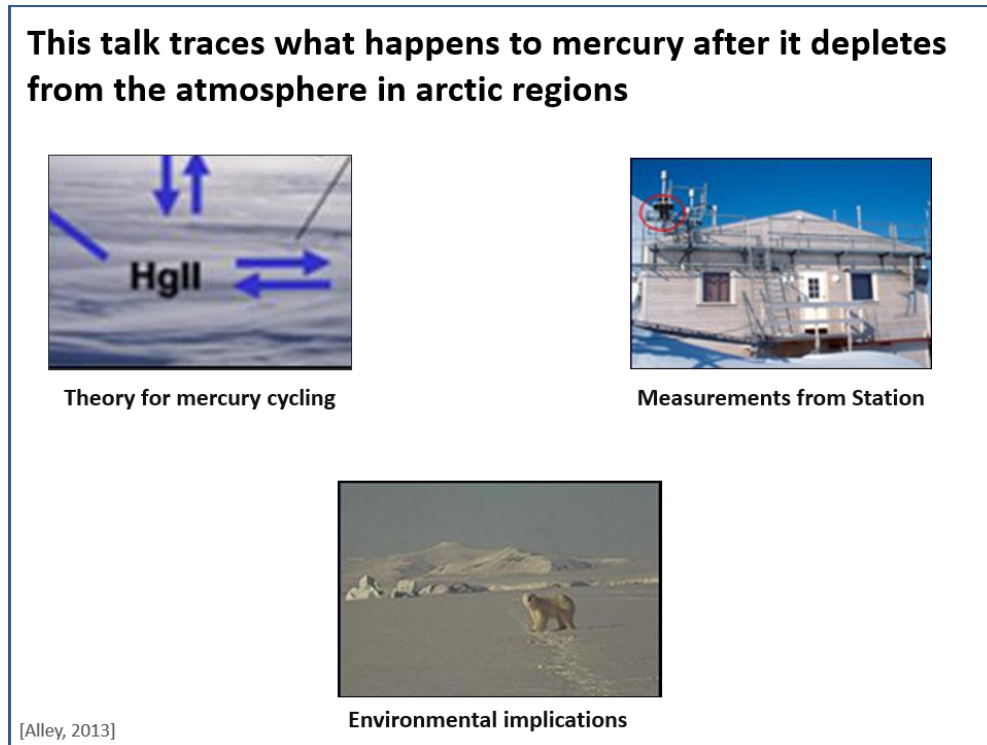 This talk traces what happens to mercury after it depletes
from the atmosphere in arctic regions
HgII
Theory for mercury cycling
Measurements from Station
Environmental implications
[Alley, 2013]